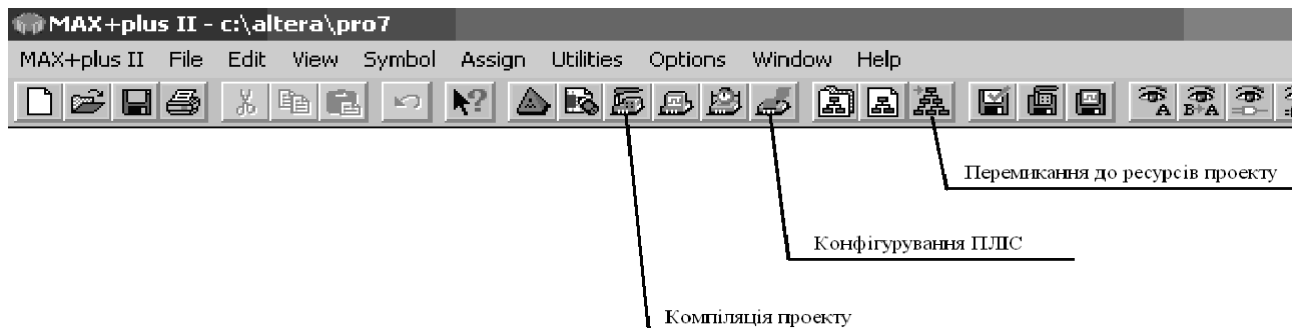 MAX+plus II - c:\altera\pro7
MAX+plus II File Edit View Symbol Assign Utilities Options Window Help
A B A
Перемикання до ресурсів проекту
Конфігурування ПЛІС
Компіляція проекту